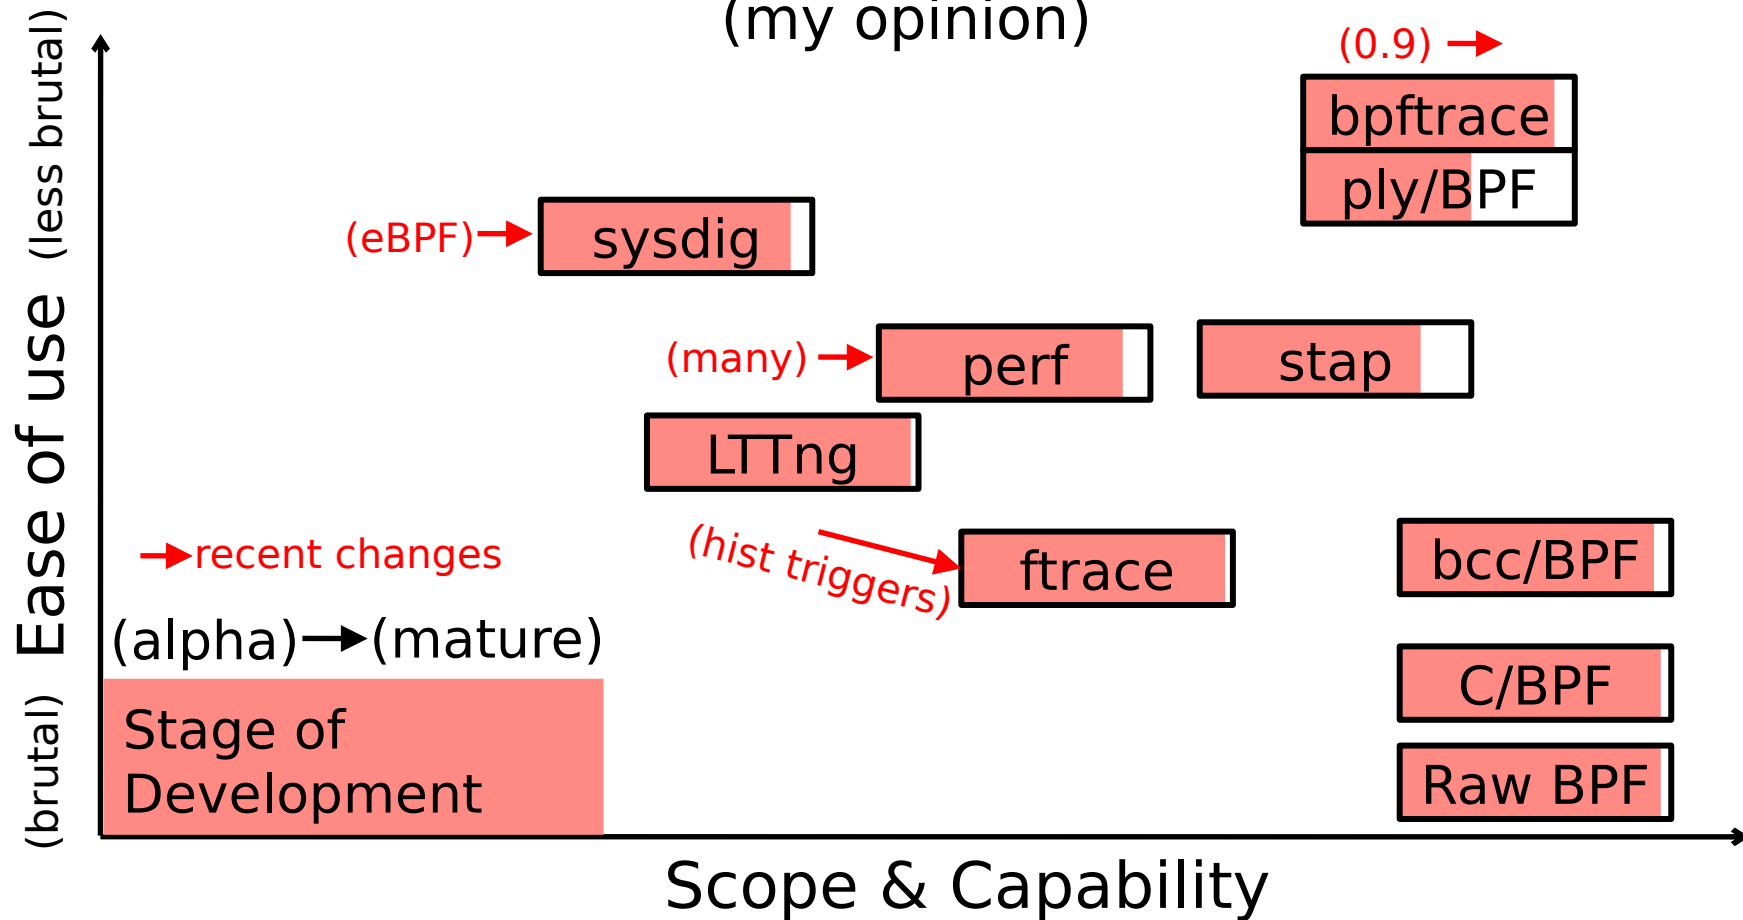 (my opinion)
(less brutal)
Ease of use
(brutal)
(0.9)
bpftrace
ply/BPF
(eBPF)
sysdig
(many)
perf
stap
LTTng
recent changes
(hist triggers)
ftrace
bcc/BPF
(alpha)
(mature)
C/BPF
Stage of
Development
Raw BPF
Scope & Capability